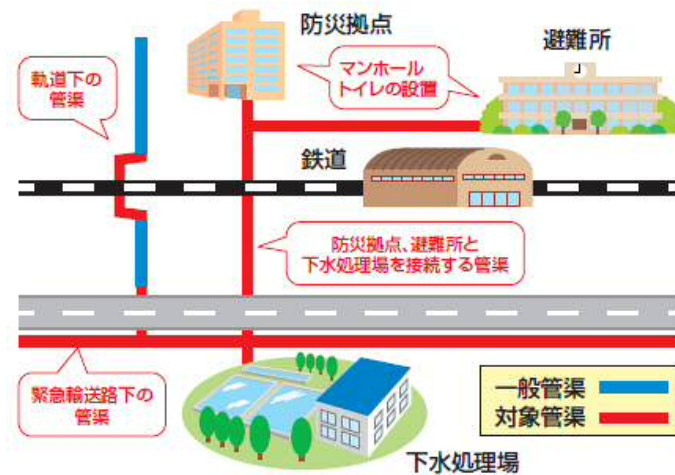 防災拠点
避難所
軌道下の
管渠
マンホール
トイレの設置
鉄道
防災拠点、避難所と
下水処理場を接続する管渠
緊急輸送路下の
管渠
一般管渠
対象管渠
下水処理場